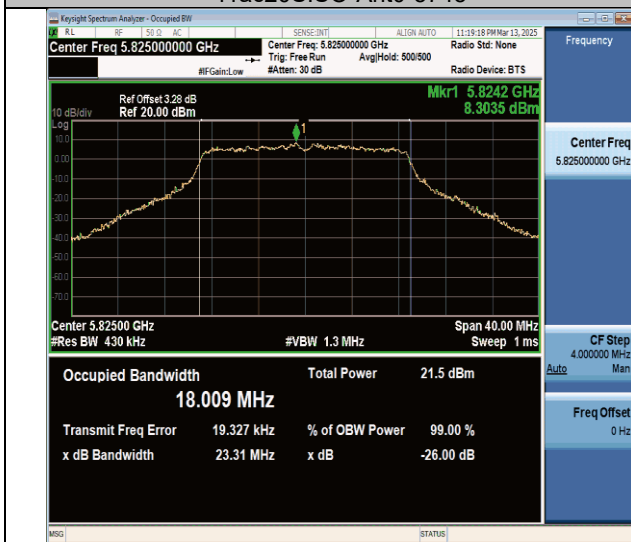 Keysight Spectrum Analyzer - Occupied BW
RL RF 50 Ω AC SENSE:INT ALIGN AUTO 11:19:18 PM Mar 13, 2025
Center Freq 5.825000000 GHz Center Freq: 5.825000000 GHz Radio Std: None Frequency
Trig: Free Run Avg|Hold: 500/500
#IFGain:Low #Atten: 30 dB Radio Device: BTS
Ref Offset 3.28 dB Mkr1 5.8242 GHz
10 dB/div Ref 20.00 dBm 8.3035 dBm
Log
10.0
0.00
-10.0
-20.0
-30.0
-40.0
-50.0
-60.0
-70.0
1
Center Freq
5.825000000 GHz
Center 5.82500 GHz Span 40.00 MHz
#Res BW 430 kHz #VBW 1.3 MHz Sweep 1 ms
CF Step
4.000000 MHz
Auto Man
Occupied Bandwidth Total Power 21.5 dBm
18.009 MHz
Freq Offset
0 Hz
Transmit Freq Error 19.327 kHz % of OBW Power 99.00 %
x dB Bandwidth 23.31 MHz x dB -26.00 dB
MSG STATUS